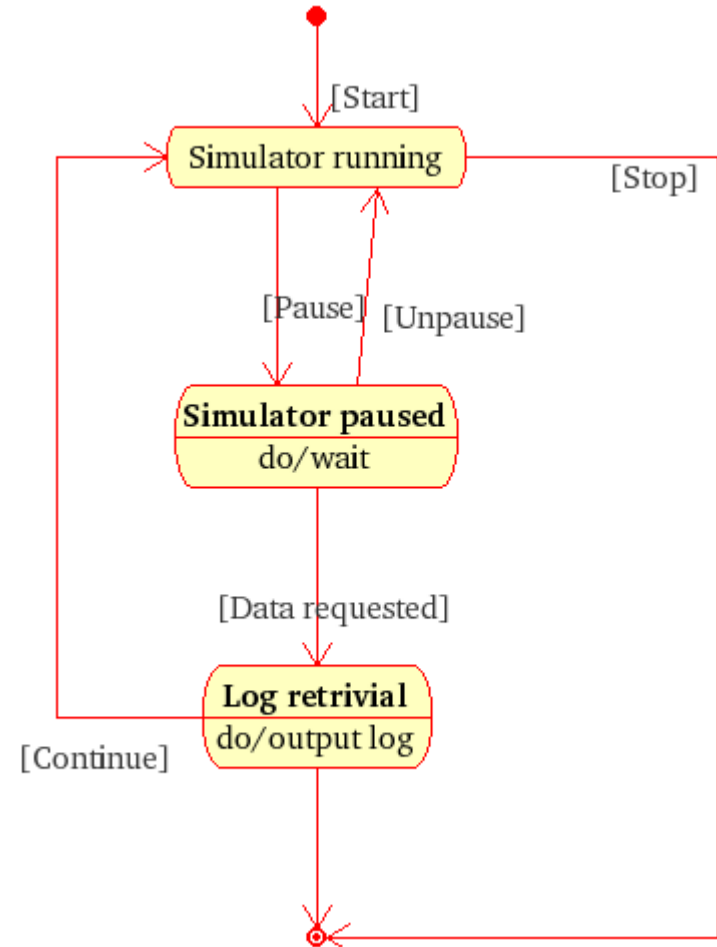 [Start]
Simulator running
[Stop]
[Pause]
[Unpause]
Simulator paused
do/wait
[Data requested]
Log retrivial
do/output log
[Continue]